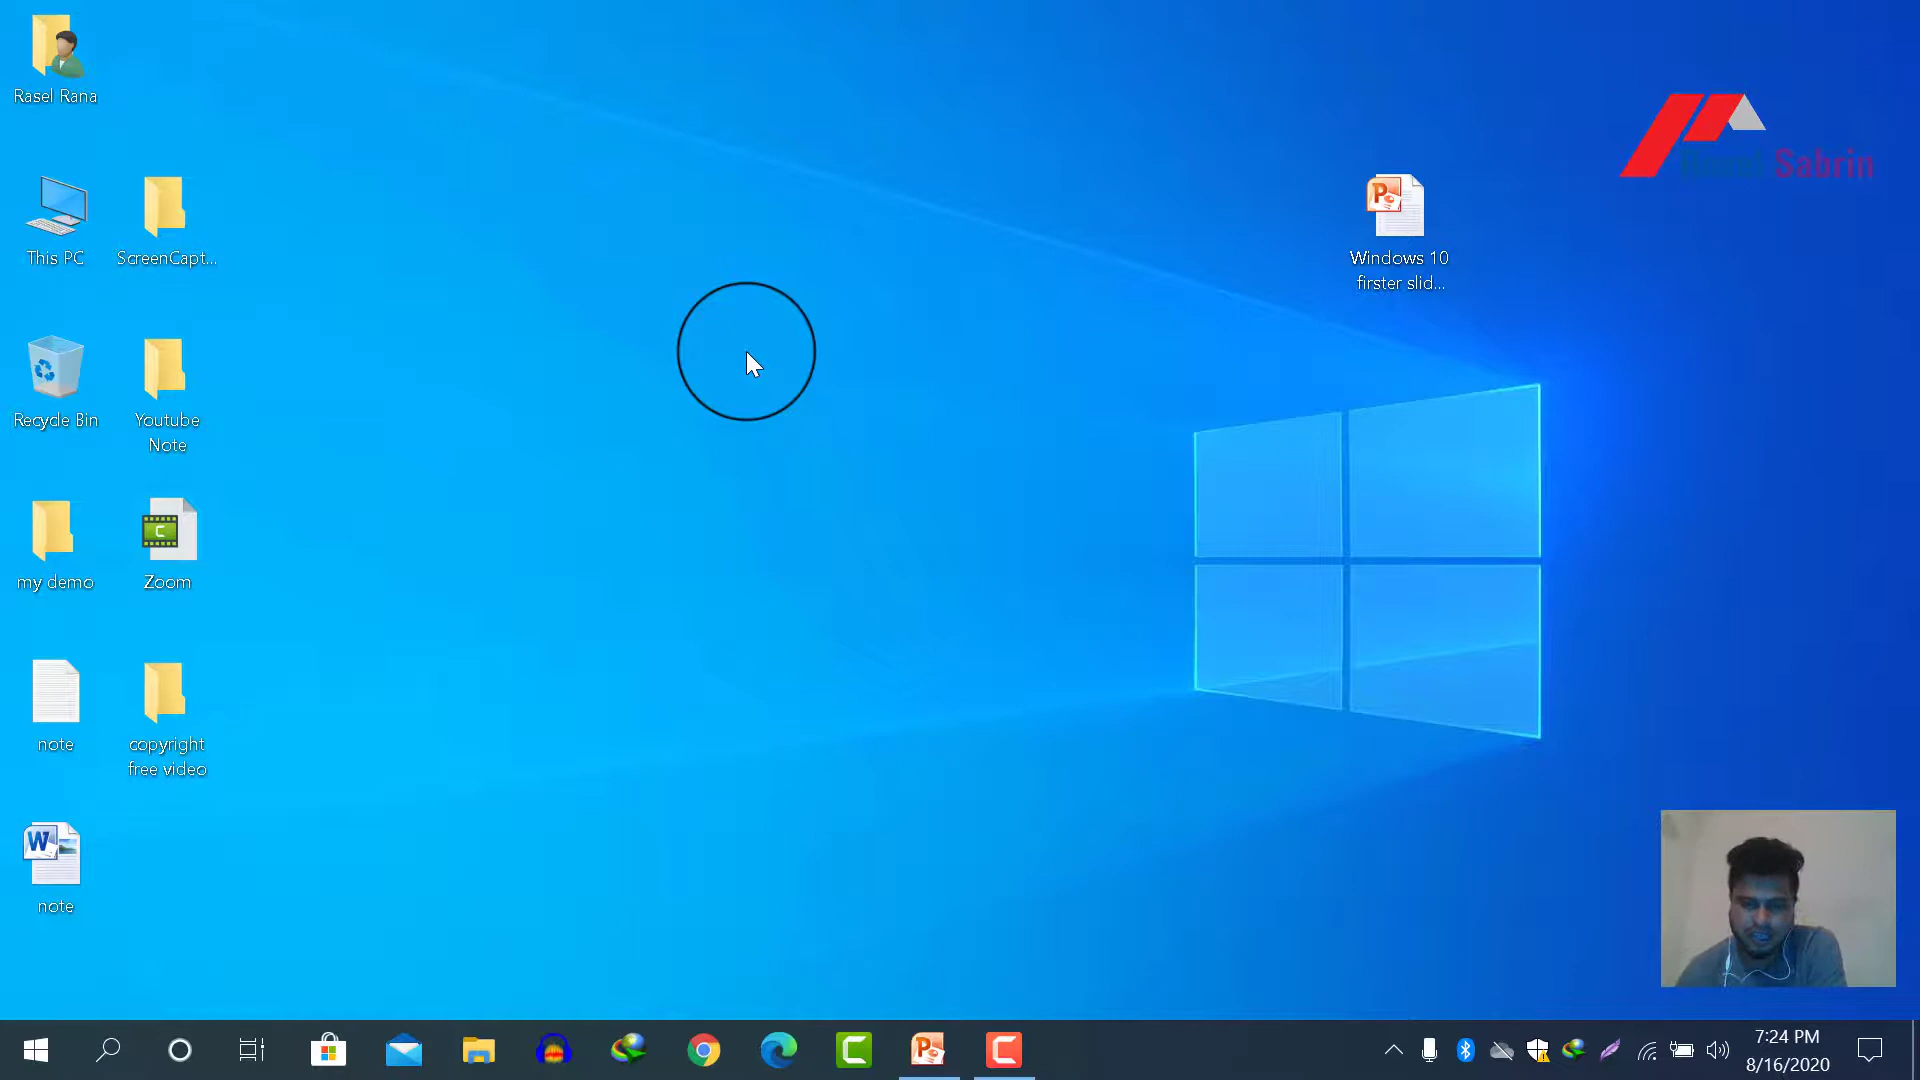 Rasel Rana
This PC
ScreenCapt...
Recycle Bin
Youtube
Note
my demo
Zoom
note
copyright
free video
note
Windows 10
firster slid...
Sabrin
7:24 PM
8/16/2020